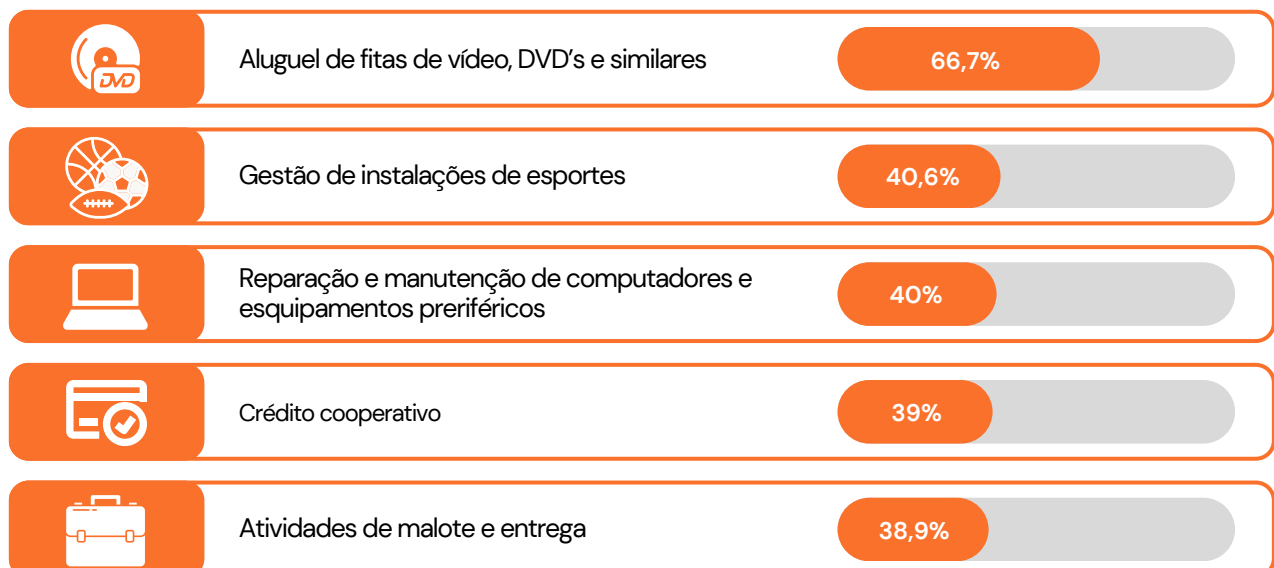 DVD
Aluguel de fitas de vídeo, DVD's e similares
66,7%
Gestão de instalações de esportes
40,6%
Reparação e manutenção de computadores e
esquipamentos preriféricos
40%
Crédito cooperativo
39%
Atividades de malote e entrega
38,9%